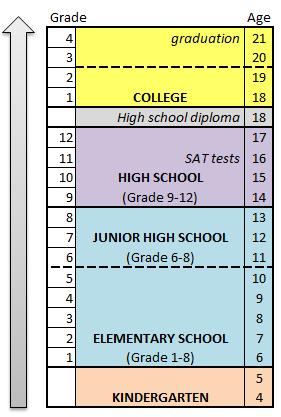 Grade Age
4 graduation 21
3 20
2 19
1 COLLEGE 18
High school diploma 18
12 17
11 SAT tests 16
10 HIGH SCHOOL 15
9 (Grade 9-12) 14
8 13
7 JUNIOR HIGH SCHOOL 12
6 (Grade 6-8) 11
5 10
4 9
3 8
2 ELEMENTARY SCHOOL 7
1 (Grade 1-8) 6
5
KINDERGARTEN 4